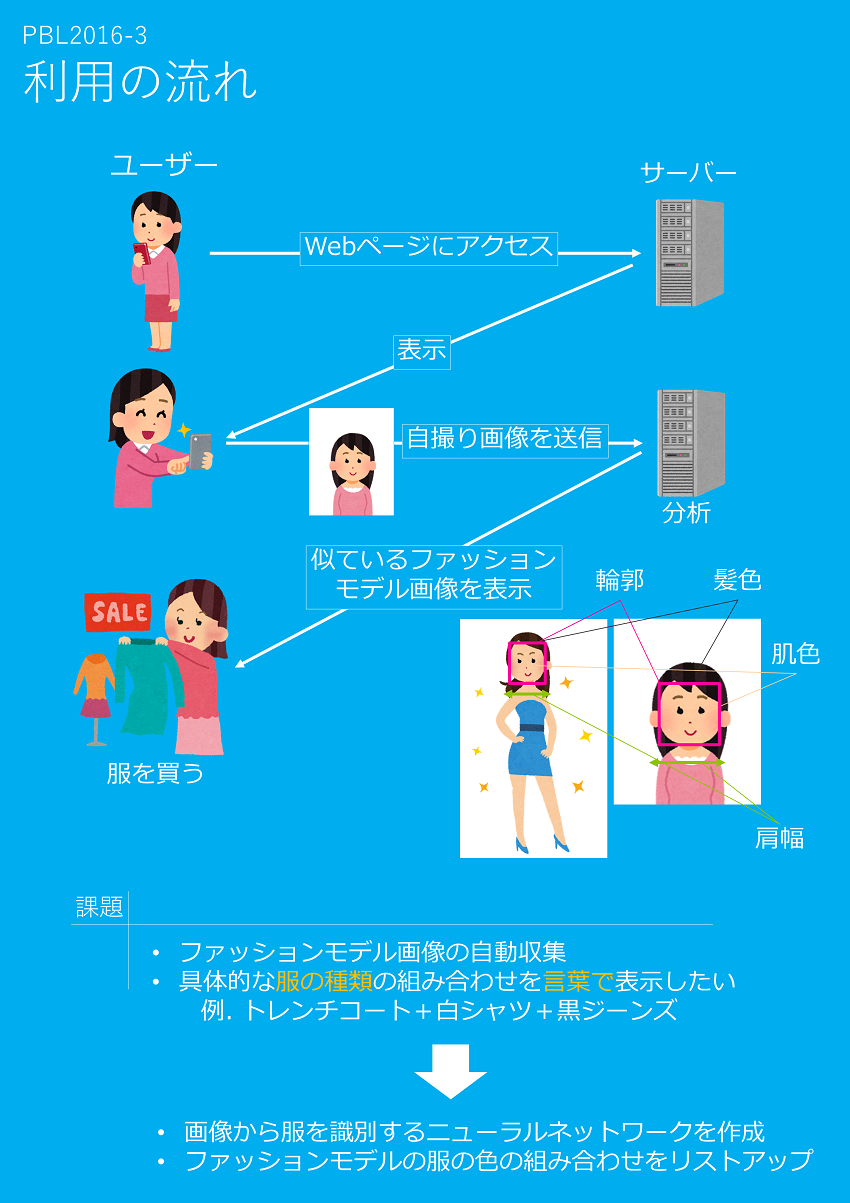 PBL2016-3
利用の流れ
ユーザー
サーバー
Webページにアクセス
表示
自撮り画像を送信
分析
似ているファッション
モデル画像を表示
SALE
服を買う
輪郭
髪色
肌色
肩幅
課題
• ファッションモデル画像の自動収集
• 具体的な服の種類の組み合わせを言葉で表示したい
例. トレンチコート＋白シャツ＋黒ジーンズ
• 画像から服を識別するニューラルネットワークを作成
• ファッションモデルの服の色の組み合わせをリストアップ